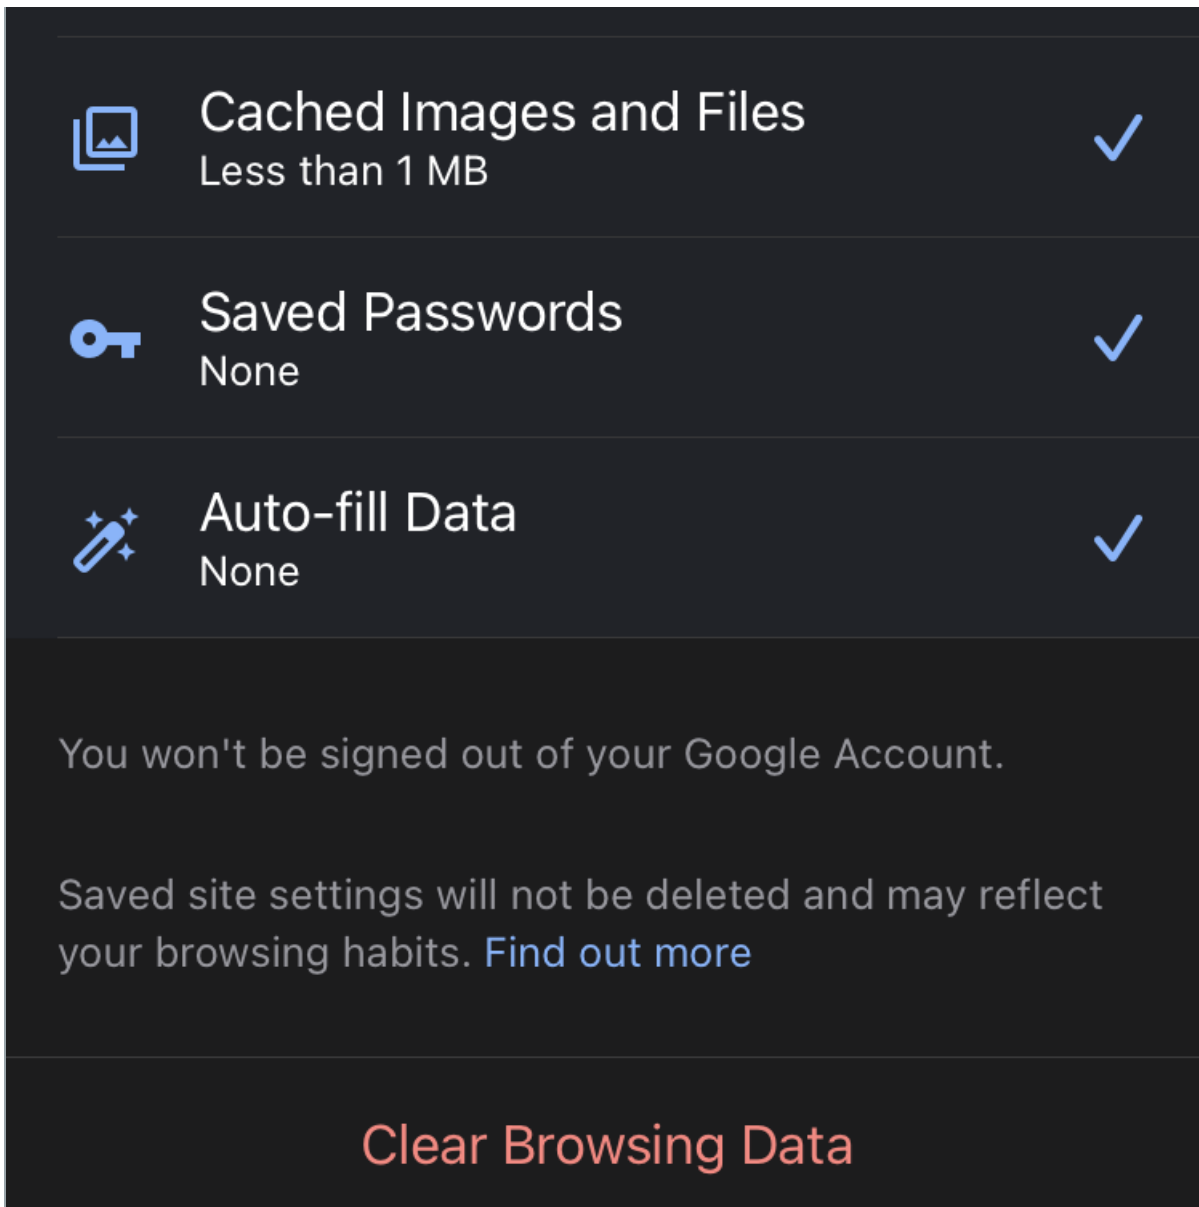 Cached Images and Files
Less than 1 MB
Saved Passwords
None
Auto-fill Data
None
You won't be signed out of your Google Account.
Saved site settings will not be deleted and may reflect
your browsing habits. Find out more
Clear Browsing Data